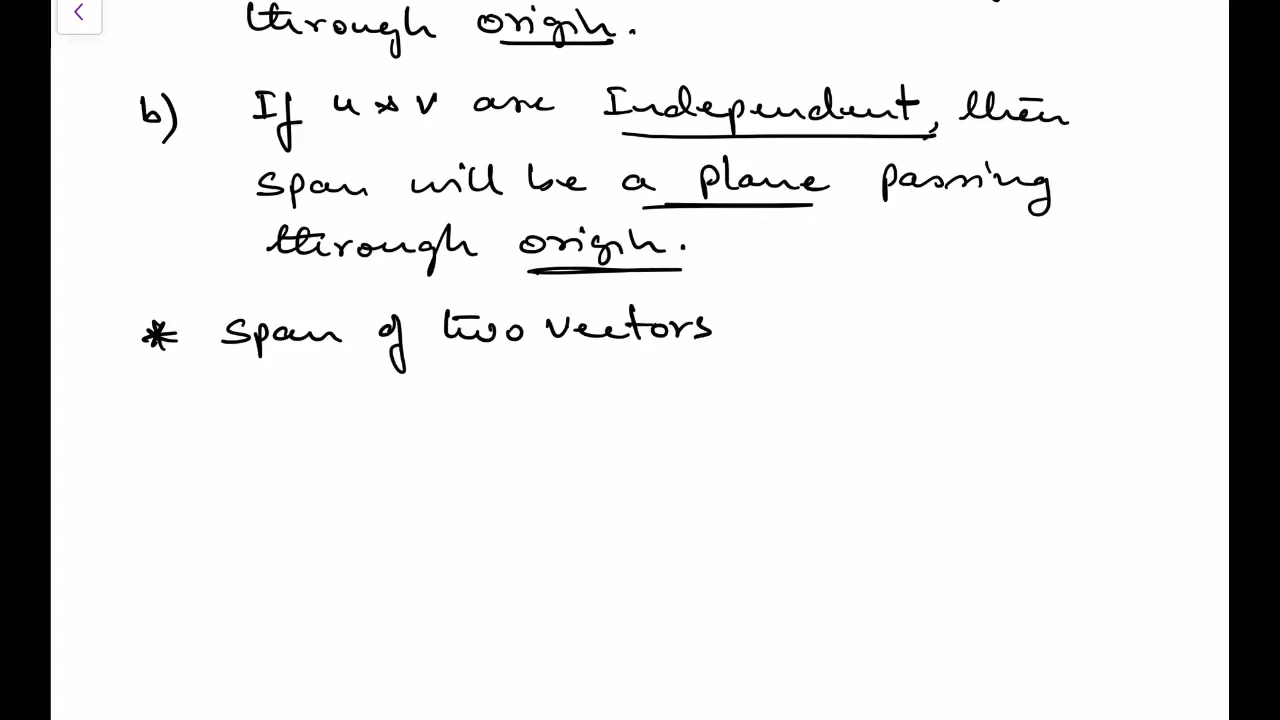 through origin.
b) If u & v are Independent, then
span will be a plane passing
through origin.
* Span of two vectors